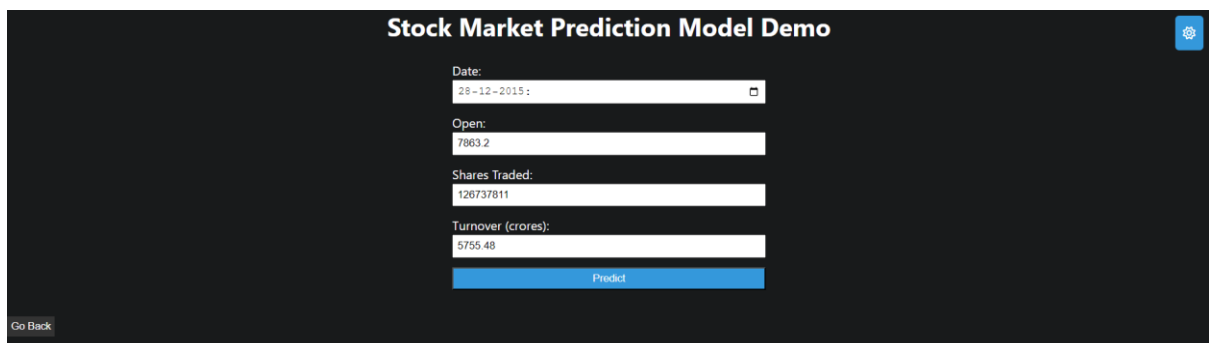 Stock Market Prediction Model Demo
Date:
28-12-2015:
Open:
7863.2
Shares Traded:
126737811
Turnover (crores):
5755.48
Predict
Go Back